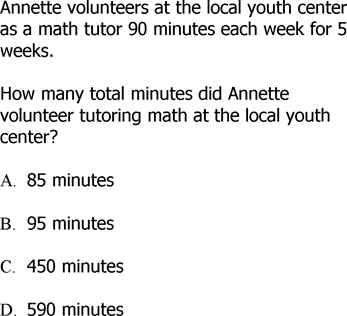 Annette volunteers at the local youth center
as a math tutor 90 minutes each week for 5
weeks.
How many total minutes did Annette
volunteer tutoring math at the local youth
center?
A. 85 minutes
B. 95 minutes
C. 450 minutes
D. 590 minutes